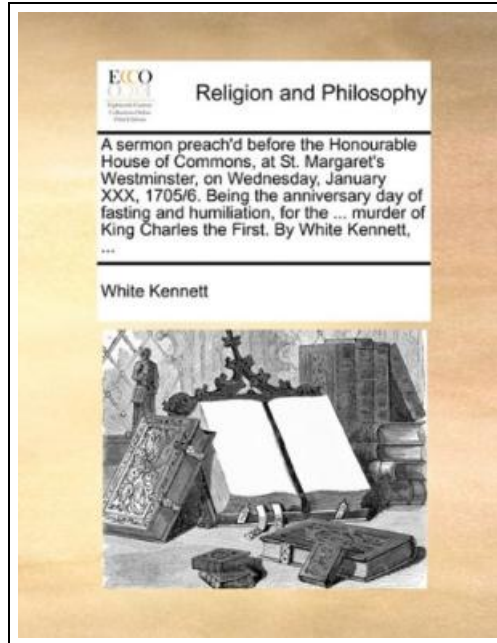 ECCO
Religion and Philosophy
A sermon preach'd before the Honourable
House of Commons, at St. Margaret's
Westminster, on Wednesday, January
XXX, 1705/6. Being the anniversary day of
fasting and humiliation, for the ... murder of
King Charles the First. By White Kennett,
...
White Kennett